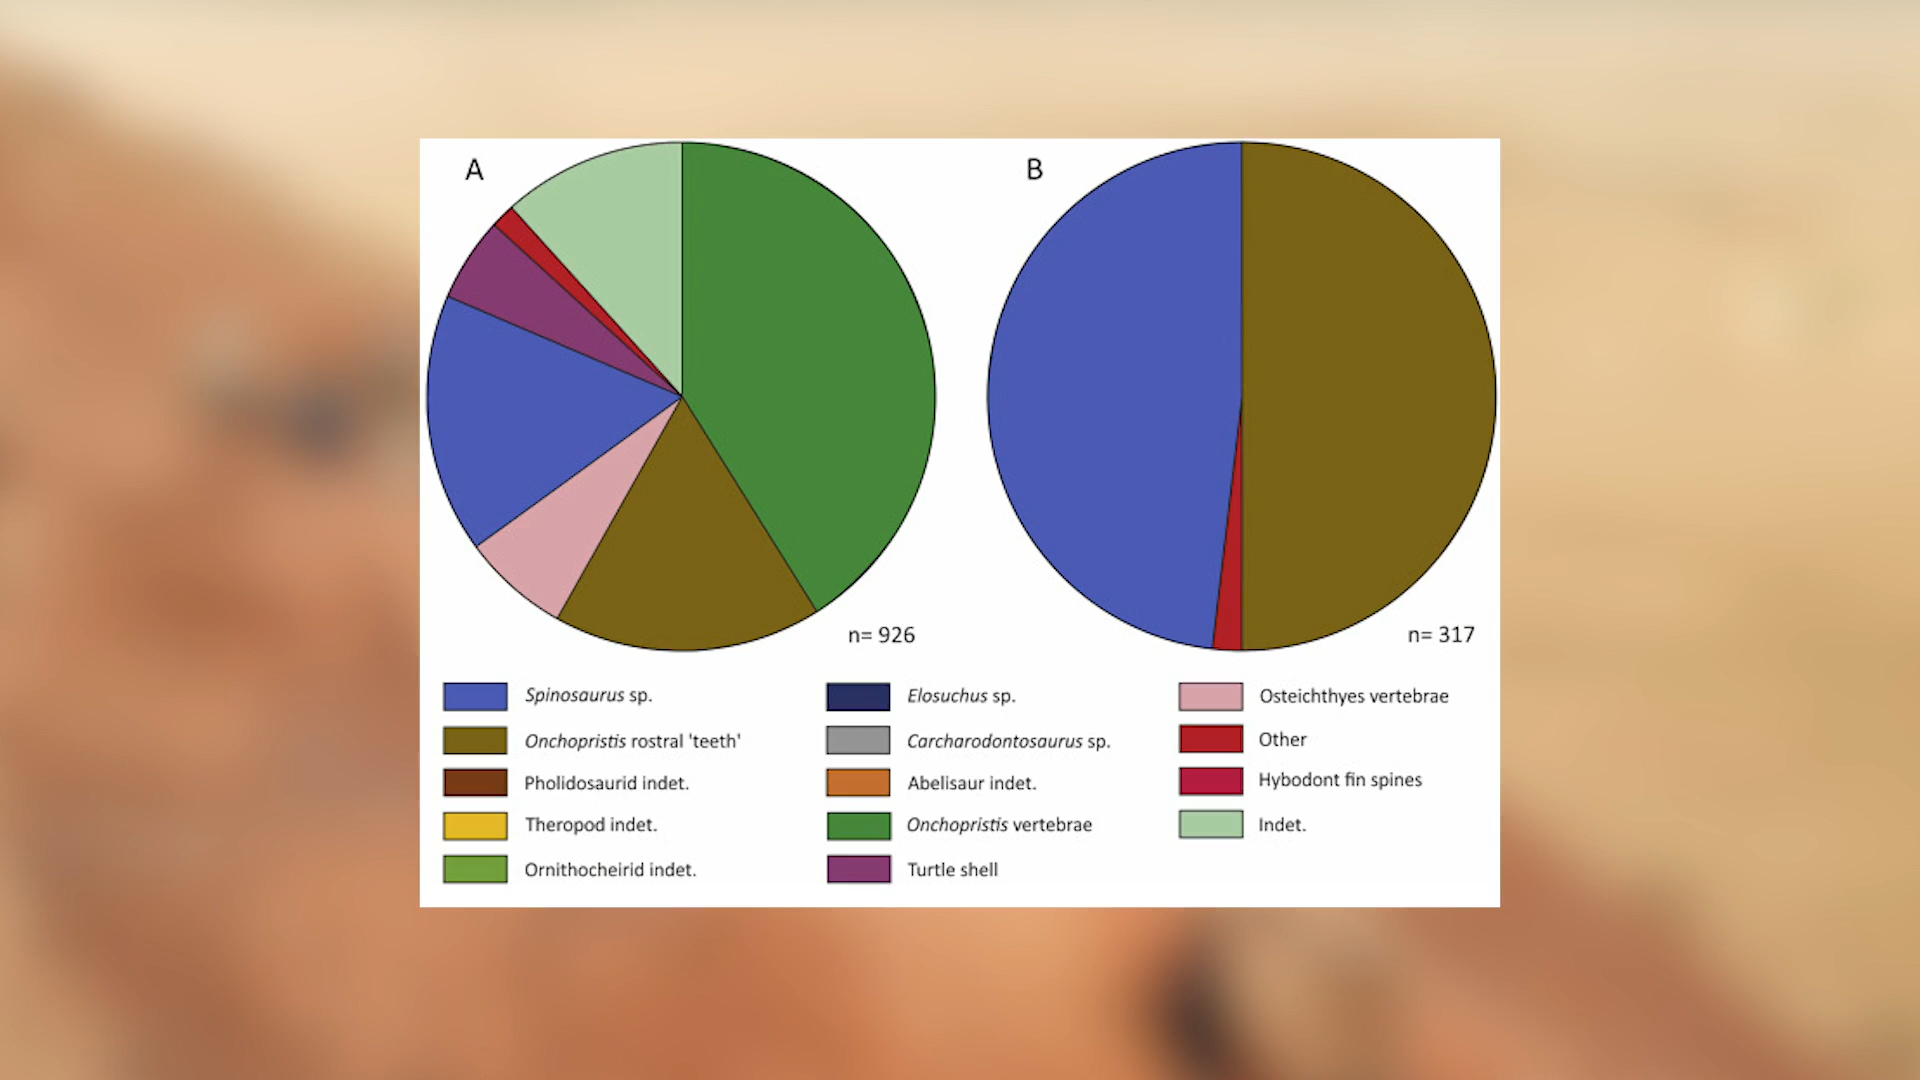 A
B
n= 926
n= 317
Spinosaurus sp.
Elosuchus sp.
Osteichthyes vertebrae
Onchopristis rostral 'teeth'
Carcharodontosaurus sp.
Other
Pholidosaurid indet.
Abelisaur indet.
Hybodont fin spines
Theropod indet.
Onchopristis vertebrae
Indet.
Ornithocheirid indet.
Turtle shell